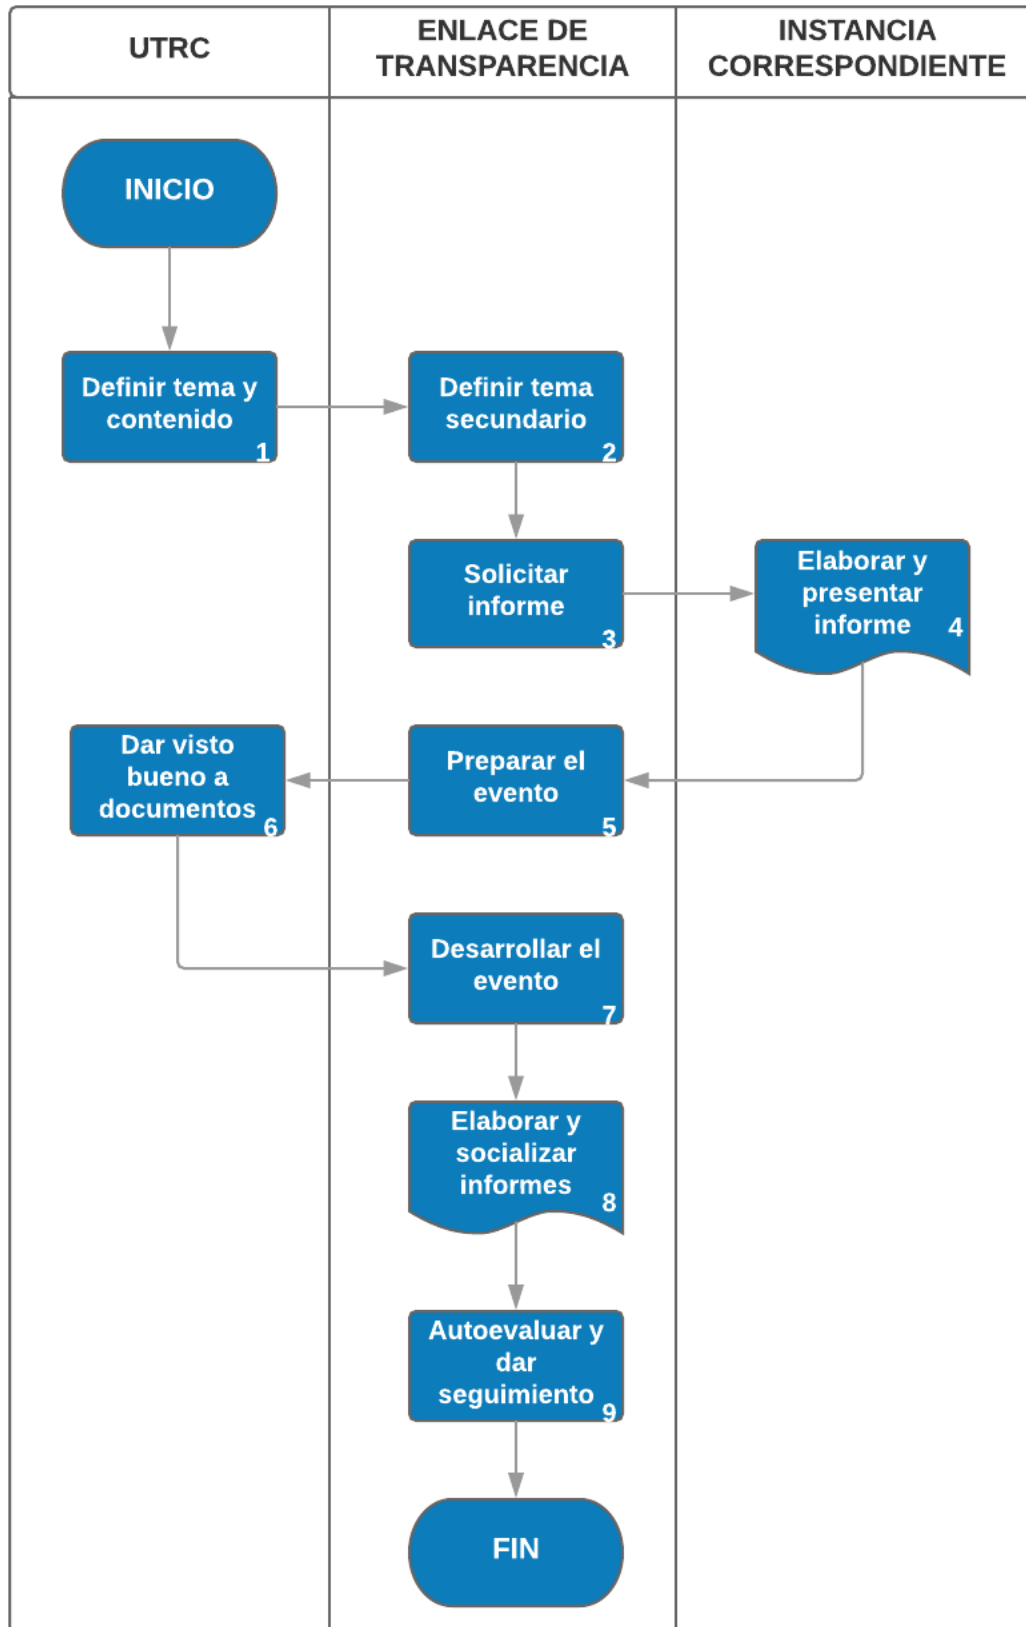 UTRC
ENLACE DE
TRANSPARENCIA
INSTANCIA
CORRESPONDIENTE
INICIO
Definir tema y
contenido
1
Definir tema
secundario
2
Solicitar
informe
3
Elaborar y
presentar
informe
4
Preparar el
evento
5
Dar visto
bueno a
documentos
6
Desarrollar el
evento
7
Elaborar y
socializar
informes
8
Autoevaluar y
dar
seguimiento
9
FIN